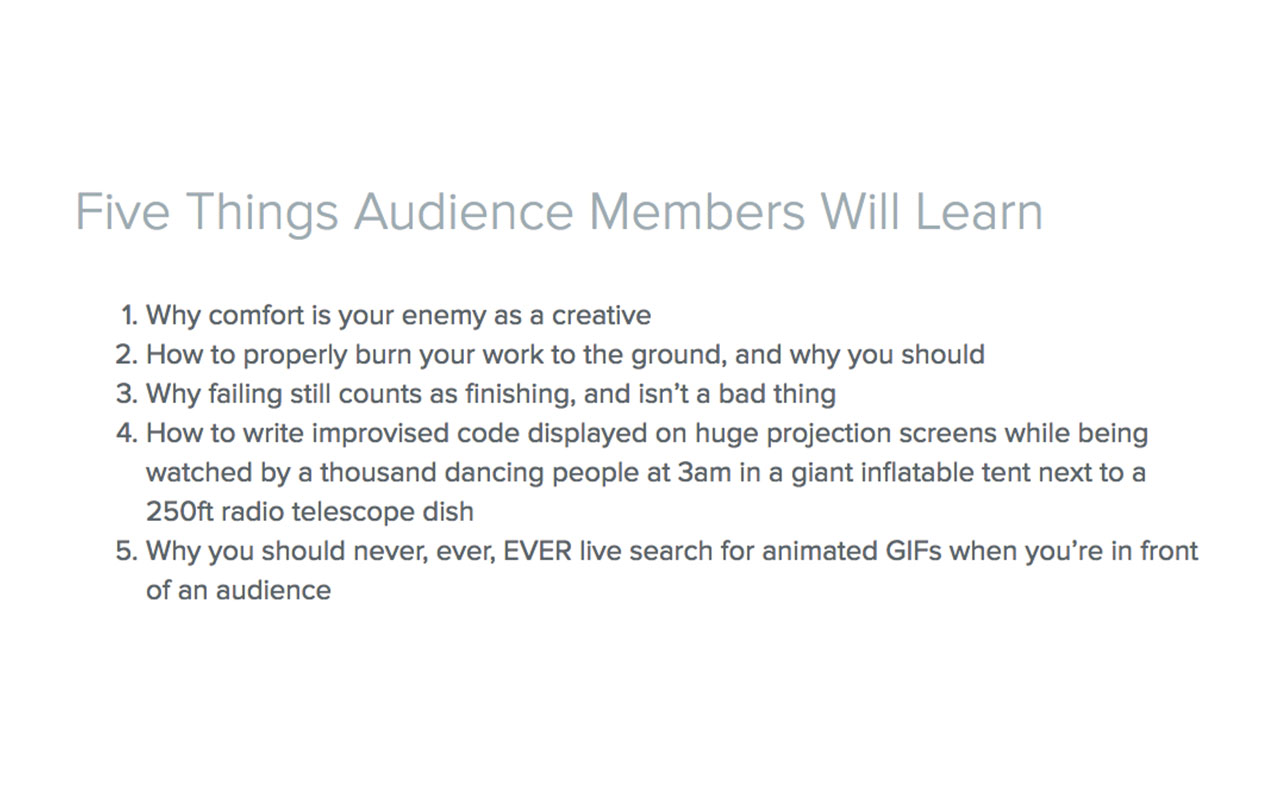 Five Things Audience Members Will Learn
1. Why comfort is your enemy as a creative
2. How to properly burn your work to the ground, and why you should
3. Why failing still counts as finishing, and isn’t a bad thing
4. How to write improvised code displayed on huge projection screens while being
watched by a thousand dancing people at 3am in a giant inflatable tent next to a
250ft radio telescope dish
5. Why you should never, ever, EVER live search for animated GIFs when you’re in front
of an audience